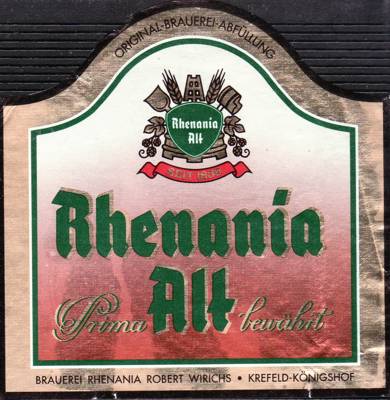 ORIGINAL-BRAUEREI-ABFÜLLUNG
Rhenania
Alt
SEIT 1838
Rhenania
Alt
Prima bewährt
BRAUEREI RHENANIA ROBERT WIRICHS • KREFELD-KÖNIGSHOF